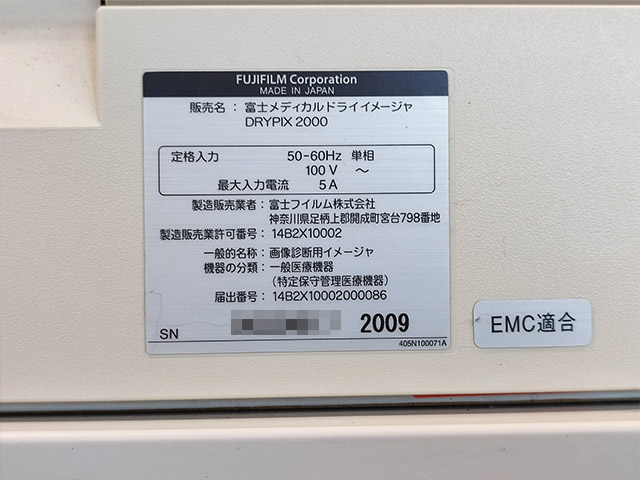 FUJIFILM Corporation
MADE IN JAPAN
販売名：富士メディカルドライイメージャ
DRYPIX 2000
定格入力 50-60Hz 単相
100V ～
最大入力電流 5A
製造販売業者：富士フイルム株式会社
神奈川県足柄上郡開成町宮台798番地
製造販売業許可番号：14B2X10002
一般的名称：画像診断用イメージャ
機器の分類：一般医療機器
（特定保守管理医療機器）
届出番号：14B2X10002000086
SN 2009
405N100071A
EMC適合